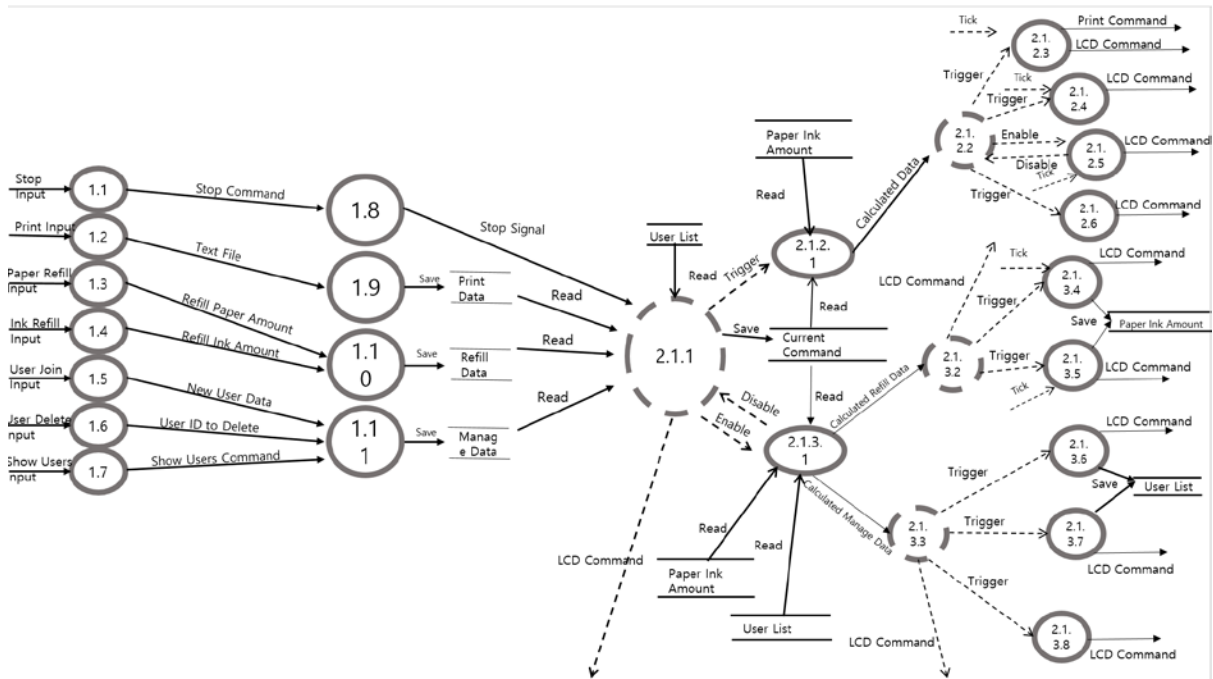 Stop
Input
1.1
Stop Command
1.8
Stop Signal
Print Input
1.2
Text File
1.9
Save
Print
Data
Read
Paper Refill
Input
1.3
Refill Paper Amount
Ink Refill
Input
1.4
Refill Ink Amount
1.1
0
Save
Refill
Data
Read
User Join
Input
1.5
New User Data
User Delete
Input
1.6
User ID to Delete
1.1
1
Save
Manag
e Data
Read
Show Users
Input
1.7
Show Users Command
User List
Read
2.1.1
Trigger
Save
Current
Command
Disable
Enable
LCD Command
Paper Ink
Amount
Read
2.1.2.
1
Calculated Data
Read
Read
2.1.3.
1
Calculated Refill Data
Calculated Manage Data
Read
Paper Ink
Amount
Read
User List
2.1.
2.2
Trigger
Tick
2.1.
2.3
Print Command
LCD Command
Trigger
Tick
2.1.
2.4
LCD Command
Enable
Disable
Tick
2.1.
2.5
LCD Command
Trigger
2.1.
2.6
LCD Command
2.1.
3.2
LCD Command
Trigger
Tick
2.1.
3.4
LCD Command
Save
Paper Ink Amount
Trigger
Tick
2.1.
3.5
LCD Command
2.1.
3.3
LCD Command
Trigger
2.1.
3.6
LCD Command
Save
User List
Trigger
2.1.
3.7
LCD Command
Trigger
2.1.
3.8
LCD Command